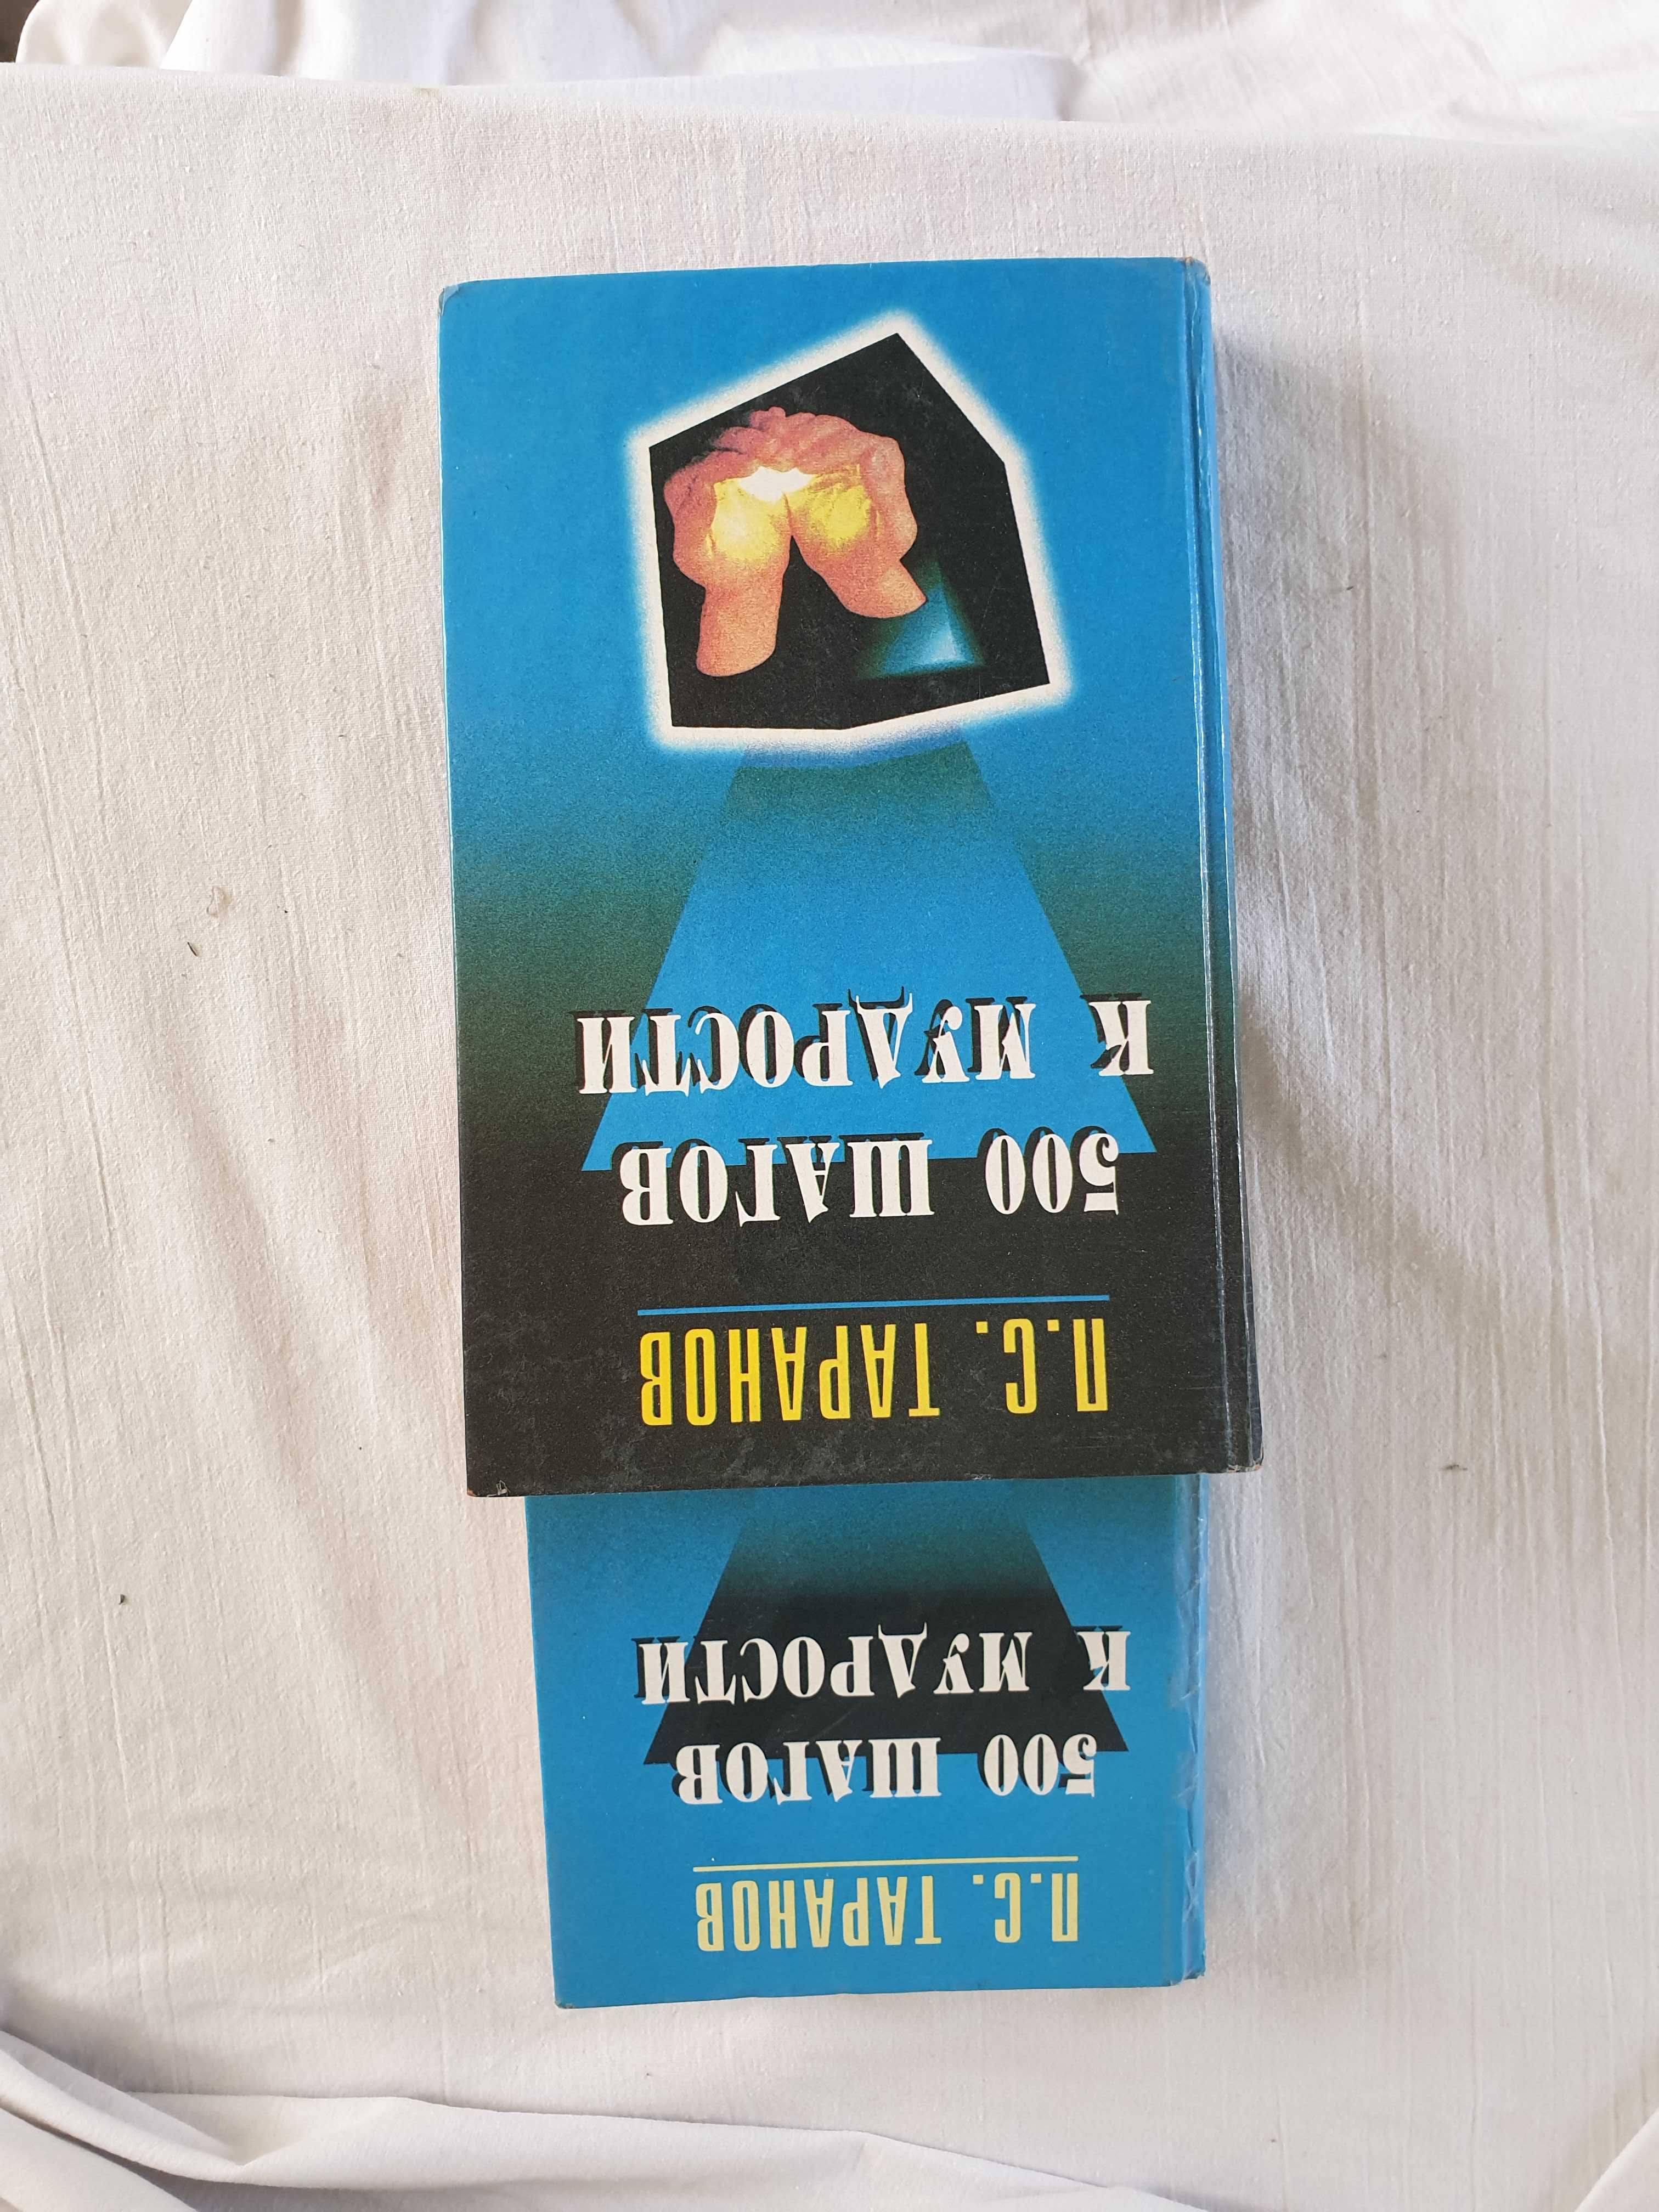 П.С. ТАРАНОВ
500 ШАГОВ
К МУДРОСТИ
П.С. ТАРАНОВ
500 ШАГОВ
К МУДРОСТИ